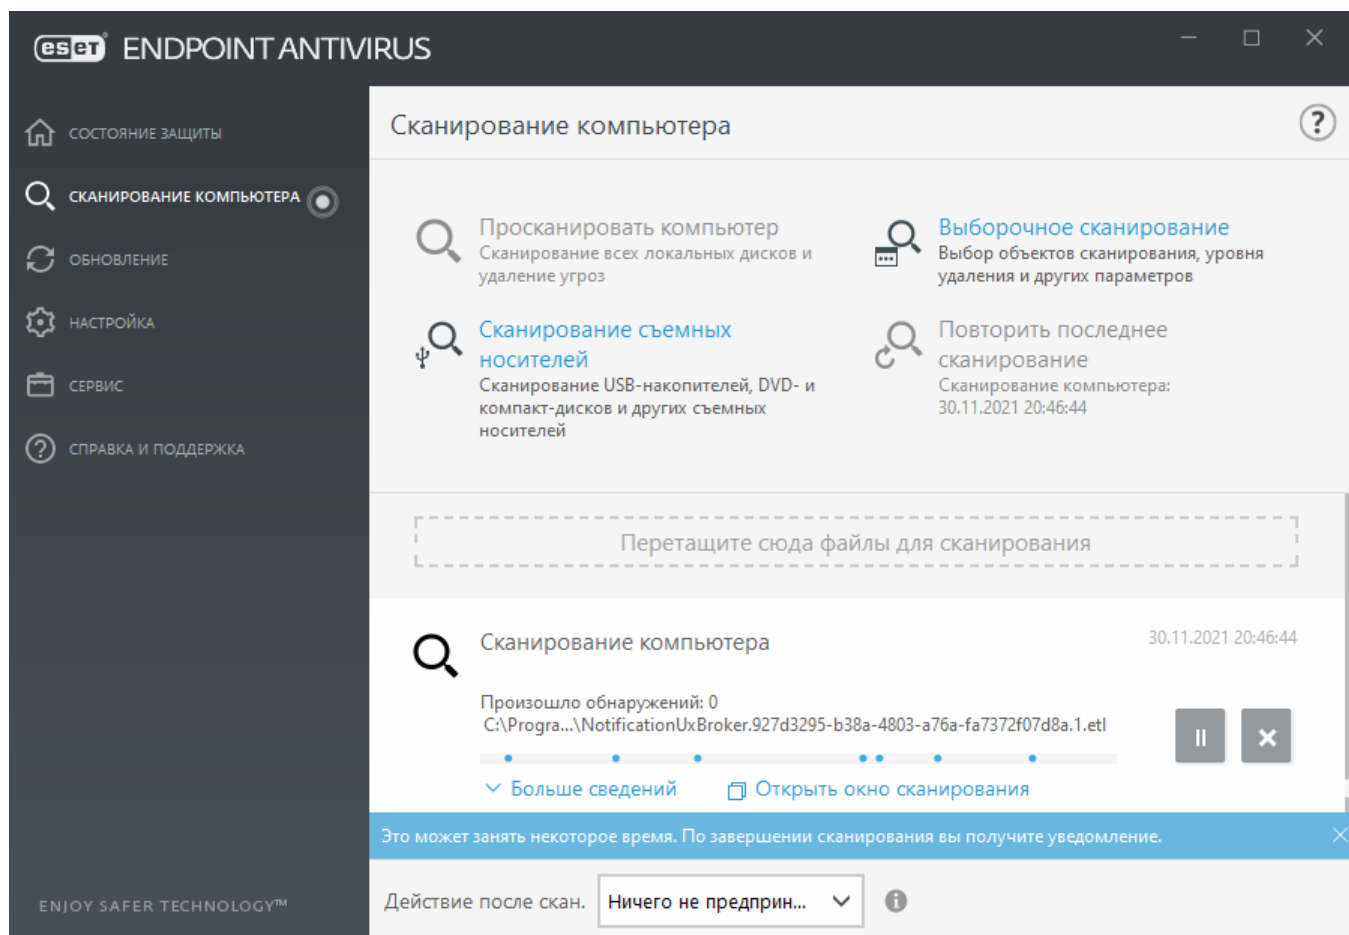 eseT ENDPOINT ANTIVIRUS
СОСТОЯНИЕ ЗАЩИТЫ
СКАНИРОВАНИЕ КОМПЬЮТЕРА
ОБНОВЛЕНИЕ
НАСТРОЙКА
СЕРВИС
СПРАВКА И ПОДДЕРЖКА
ENJOY SAFER TECHNOLOGY™
Сканирование компьютера
?
Просканировать компьютер
Сканирование всех локальных дисков и
удаление угроз
Выборочное сканирование
Выбор объектов сканирования, уровня
удаления и других параметров
Сканирование съемных
носителей
Сканирование USB-накопителей, DVD- и
компакт-дисков и других съемных
носителей
Повторить последнее
сканирование
Сканирование компьютера:
30.11.2021 20:46:44
Перетащите сюда файлы для сканирования
Сканирование компьютера
30.11.2021 20:46:44
Произошло обнаружений: 0
C:\Progra...\NotificationUxBroker.927d3295-b38a-4803-a76a-fa7372f07d8a.1.etl
Больше сведений
Открыть окно сканирования
Это может занять некоторое время. По завершении сканирования вы получите уведомление.
Действие после скан.
Ничего не предприн...